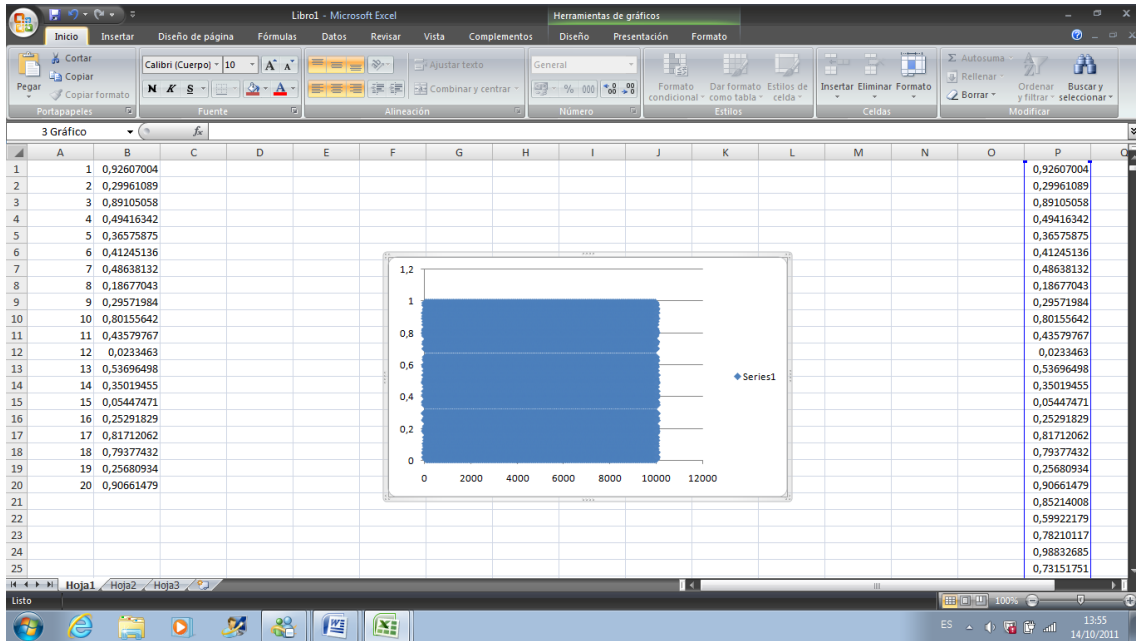 Libro1 - Microsoft Excel
Herramientas de gráficos
Inicio Insertar Diseño de página Fórmulas Datos Revisar Vista Complementos Diseño Presentación Formato
Pegar
Cortar
Copiar
Copiar formato
Portapapeles
Calibri (Cuerpo) 10
N K S
Fuente
Ajustar texto
Combinar y centrar
Alineación
General
% 000
Número
Formato condicional
Dar formato como tabla
Estilos de celda
Estilos
Insertar Eliminar Formato
Celdas
Autosuma
Rellenar
Borrar
Ordenar y filtrar
Buscar y seleccionar
Modificar
3 Gráfico fx
A B C D E F G H I J K L M N O P Q
1 1 0,92607004 0,92607004
2 2 0,29961089 0,29961089
3 3 0,89105058 0,89105058
4 4 0,49416342 0,49416342
5 5 0,36575875 0,36575875
6 6 0,41245136 0,41245136
7 7 0,48638132 0,48638132
8 8 0,18677043 0,18677043
9 9 0,29571984 0,29571984
10 10 0,80155642 0,80155642
11 11 0,43579767 0,43579767
12 12 0,0233463 0,0233463
13 13 0,53696498 0,53696498
14 14 0,35019455 0,35019455
15 15 0,05447471 0,05447471
16 16 0,25291829 0,25291829
17 17 0,81712062 0,81712062
18 18 0,79377432 0,79377432
19 19 0,25680934 0,25680934
20 20 0,90661479 0,90661479
21 0,85214008
22 0,59922179
23 0,78210117
24 0,98832685
25 0,73151751
1,2
1
0,8
0,6
0,4
0,2
0
0 2000 4000 6000 8000 10000 12000
Series1
Hoja1 Hoja2 Hoja3
Listo 100%
ES 13:55
14/10/2011